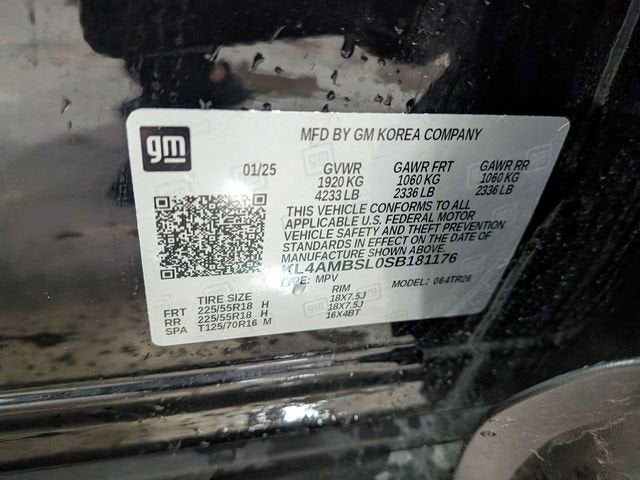 gm
MFD BY GM KOREA COMPANY
01/25 GVWR GAWR FRT GAWR RR
1920 KG 1060 KG 1060 KG
4233 LB 2336 LB 2336 LB
THIS VEHICLE CONFORMS TO ALL
APPLICABLE U.S. FEDERAL MOTOR
VEHICLE SAFETY AND THEFT PREVENTION
STANDARDS IN EFFECT ON THE DATE OF
MANUFACTURE SHOWN ABOVE.
KL4AMBSL0SB181176
TYPE: MPV MODEL: 064TR26
TIRE SIZE RIM
FRT 225/55R18 H 18X7.5J
RR 225/55R18 H 18X7.5J
SPA T125/70R16 M 16X4BT